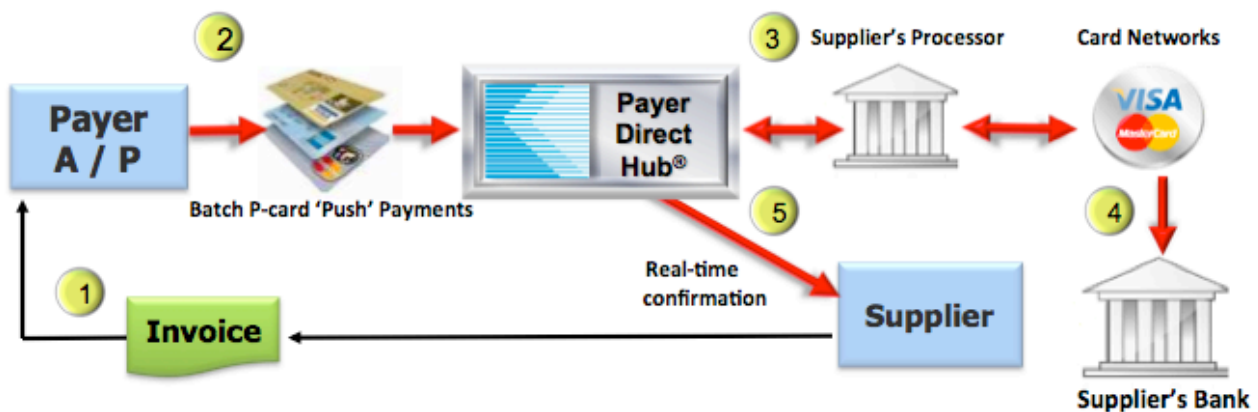 2
3
Supplier's Processor
Card Networks
Payer
A / P
Payer
Direct
Hub®
VISA
MasterCard
Batch P-card 'Push' Payments
5
4
1
Real-time
confirmation
Invoice
Supplier
Supplier's Bank